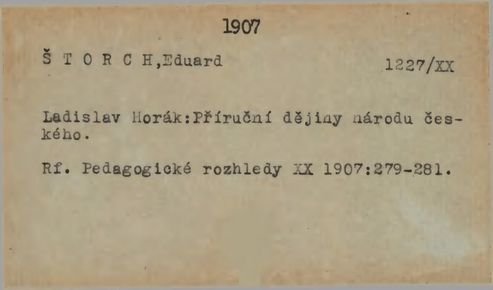 1907
Š T O R C H,Eduard
1227/XX
Ladislav Horák:Příruční dějiny národu čes-
kého.
Rf. Pedagogické rozhledy XX 1907:279-281.